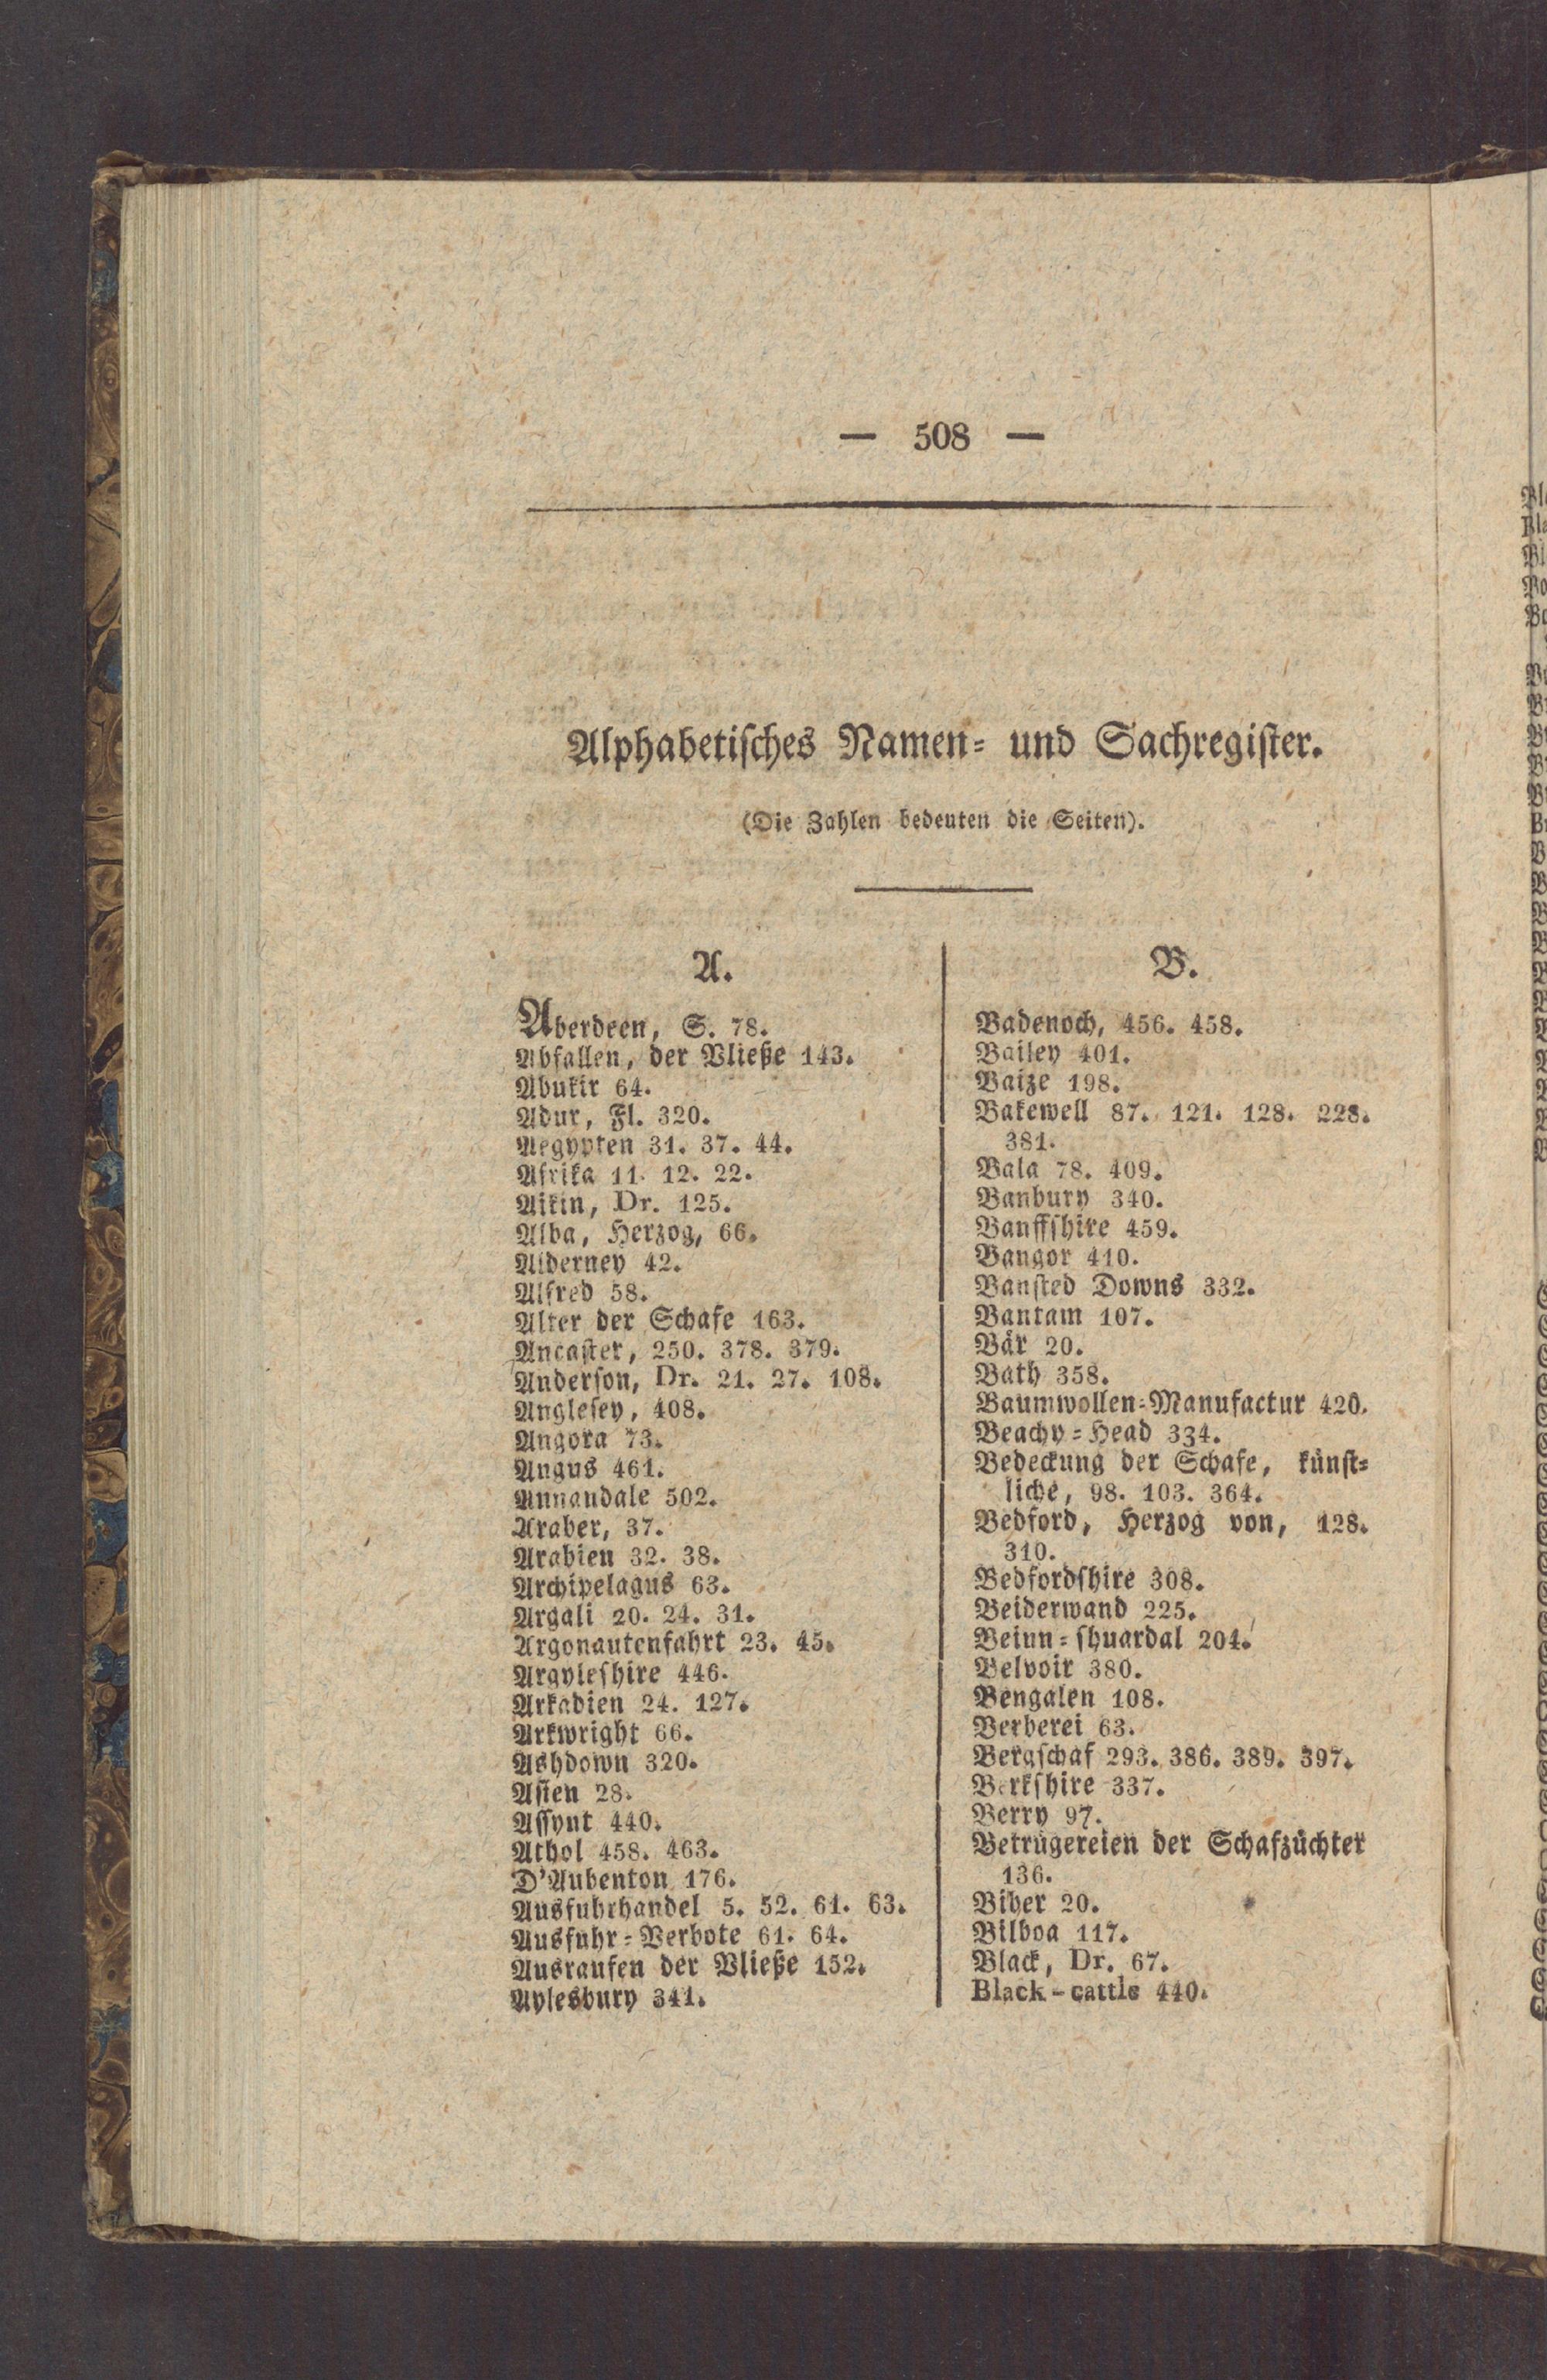 — 508 —
Alphabetisches Namen- und Sachregister.
(Die Zahlen bedeuten die Seiten).
A.
Aberdeen, S. 78.
Abfallen, der Vließe 143.
Abukir 64.
Adur, Fl. 320.
Aegypten 31. 37. 44.
Afrika 11. 12. 22.
Aikin, Dr. 125.
Alba, Herzog, 66.
Alderney 42.
Alfred 58.
Alter der Schafe 163.
Ancaster, 250. 378. 379.
Anderson, Dr. 21. 27. 108.
Anglesey, 408.
Angora 73.
Angus 461.
Annandale 502.
Araber, 37.
Arabien 32. 38.
Archipelagus 63.
Argali 20. 24. 31.
Argonautenfahrt 23. 45.
Argyleshire 446.
Arkadien 24. 127.
Arkwright 66.
Ashdown 320.
Asien 28.
Assynt 440.
Athol 458. 463.
D'Aubenton 176.
Ausfuhrhandel 5. 52. 61. 63.
Ausfuhr-Verbote 61. 64.
Ausraufen der Vließe 152.
Aylesbury 341.
B.
Badenoch, 456. 458.
Bailey 401.
Baize 198.
Bakewell 87. 121. 128. 228.
381.
Bala 78. 409.
Banbury 340.
Banffshire 459.
Bangor 410.
Bansted Downs 332.
Bantam 107.
Bär 20.
Bath 358.
Baumwollen-Manufactur 420.
Beachy-Head 334.
Bedeckung der Schafe, künst-
liche, 98. 103. 364.
Bedford, Herzog von, 128.
310.
Bedfordshire 308.
Beiderwand 225.
Beiun-shuardal 204.
Belvoir 380.
Bengalen 108.
Berberei 63.
Bergschaf 293. 386. 389. 397.
Berkshire 337.
Berry 97.
Betrügereien der Schafzüchter
136.
Biber 20.
Bilboa 117.
Black, Dr. 67.
Black-cattle 440.